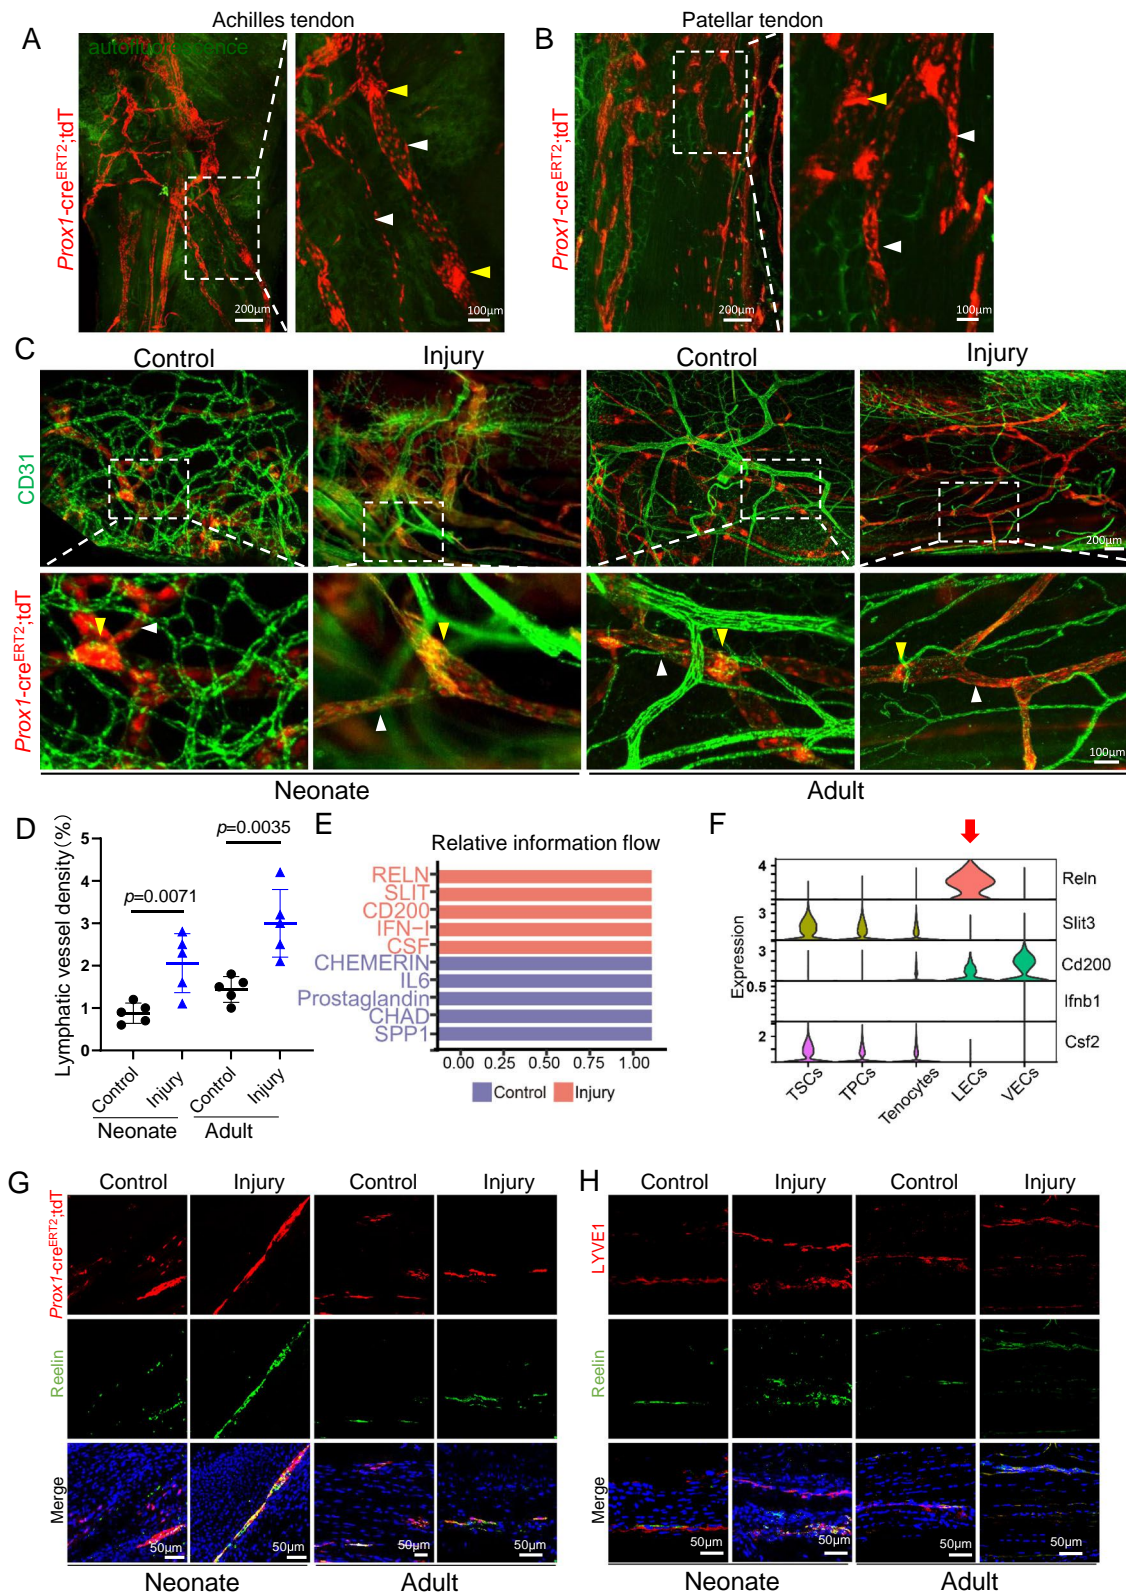 Achilles tendon
Patellar tendon
A
B
autofluorescence
Prox1-creERT2;tdT
Prox1-creERT2;tdT
200µm
100µm
200µm
100µm
C
Control
Injury
Control
Injury
CD31
Prox1-creERT2;tdT
200µm
100µm
Neonate
Adult
D
Lymphatic vessel density(%)
p=0.0071
p=0.0035
5
4
3
2
1
0
Control
Injury
Control
Injury
Neonate
Adult
E
Relative information flow
RELN
SLIT
CD200
IFN-I
CSF
CHEMERIN
IL6
Prostaglandin
CHAD
SPP1
0.00
0.25
0.50
0.75
1.00
Control
Injury
F
Expression
4
Reln
3
Slit3
3
Cd200
0.5
Ifnb1
2
Csf2
TSCs
TPCs
Tenocytes
LECs
VECs
G
Control
Injury
Control
Injury
Prox1-creERT2;tdT
Reelin
Merge
50µm
50µm
50µm
50µm
Neonate
Adult
H
Control
Injury
Control
Injury
LYVE1
Reelin
Merge
50µm
50µm
50µm
50µm
Neonate
Adult